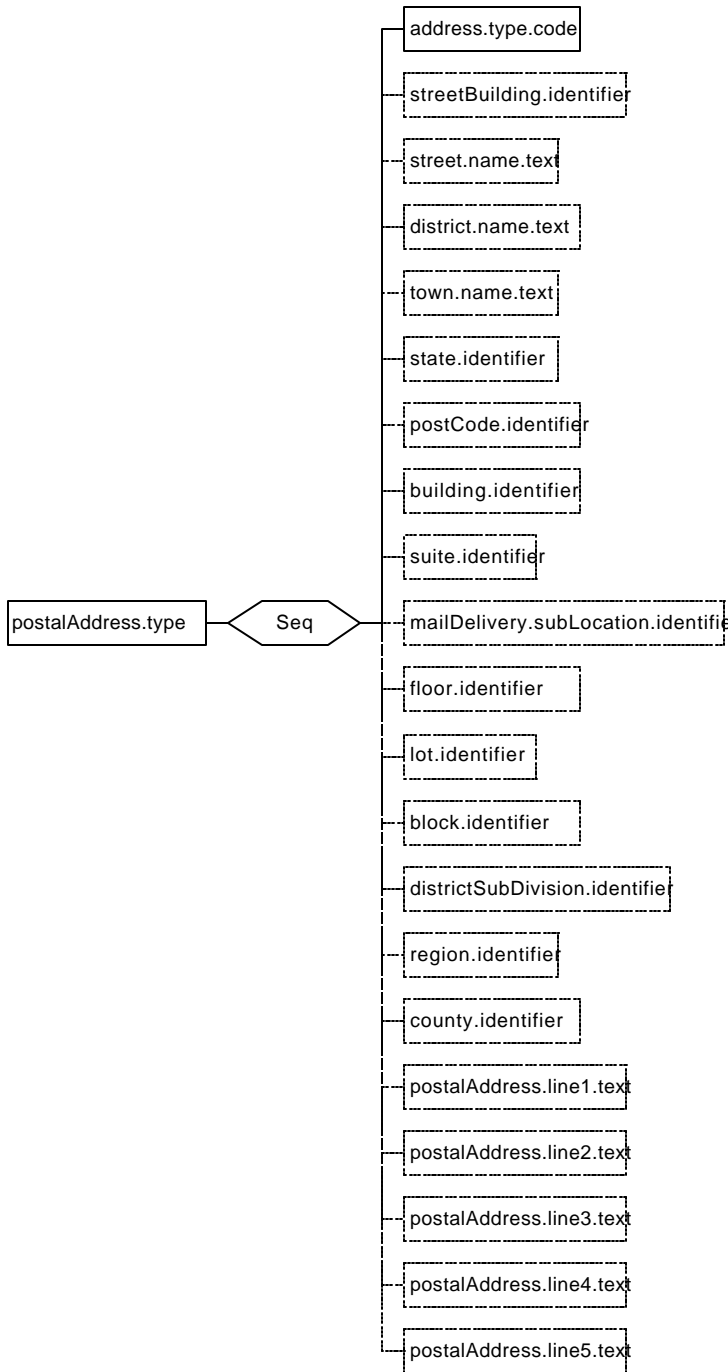 address.type.code
streetBuilding.identifier
street.name.text
district.name.text
town.name.text
state.identifier
postCode.identifier
building.identifier
suite.identifier
postalAddress.type
Seq
mailDelivery.subLocation.identifie
floor.identifier
lot.identifier
block.identifier
districtSubDivision.identifier
region.identifier
county.identifier
postalAddress.line1.text
postalAddress.line2.text
postalAddress.line3.text
postalAddress.line4.text
postalAddress.line5.text